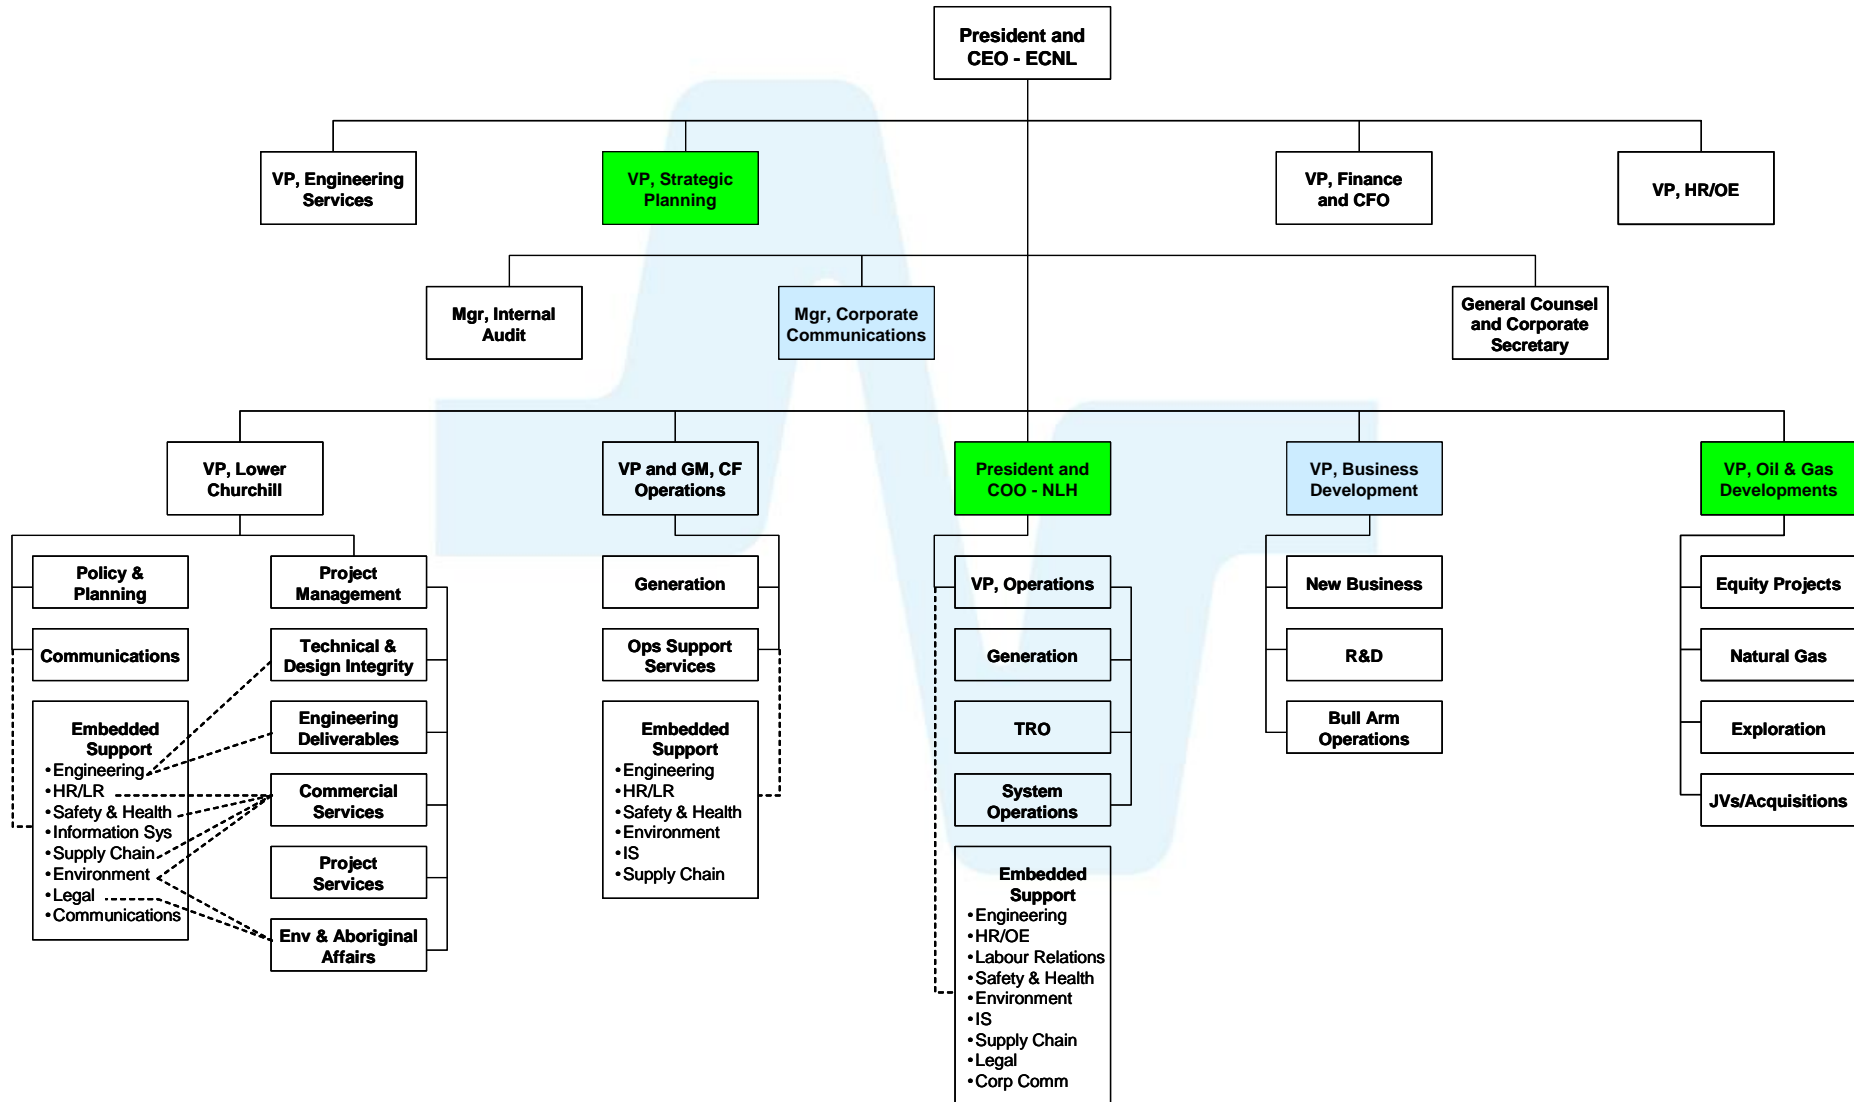 President and
CEO - ECNL
VP, Engineering
Services
VP, Strategic
Planning
VP, Finance
and CFO
VP, HR/OE
Mgr, Internal
Audit
Mgr, Corporate
Communications
General Counsel
and Corporate
Secretary
VP, Lower
Churchill
VP and GM, CF
Operations
President and
COO - NLH
VP, Business
Development
VP, Oil & Gas
Developments
Policy &
Planning
Communications
Embedded
Support
•Engineering
•HR/LR
•Safety & Health
•Information Sys
•Supply Chain
•Environment
•Legal
•Communications
Project
Management
Technical &
Design Integrity
Engineering
Deliverables
Commercial
Services
Project
Services
Env & Aboriginal
Affairs
Generation
Ops Support
Services
Embedded
Support
•Engineering
•HR/LR
•Safety & Health
•Environment
•IS
•Supply Chain
VP, Operations
Generation
TRO
System
Operations
Embedded
Support
•Engineering
•HR/OE
•Labour Relations
•Safety & Health
•Environment
•IS
•Supply Chain
•Legal
•Corp Comm
New Business
R&D
Bull Arm
Operations
Equity Projects
Natural Gas
Exploration
JVs/Acquisitions